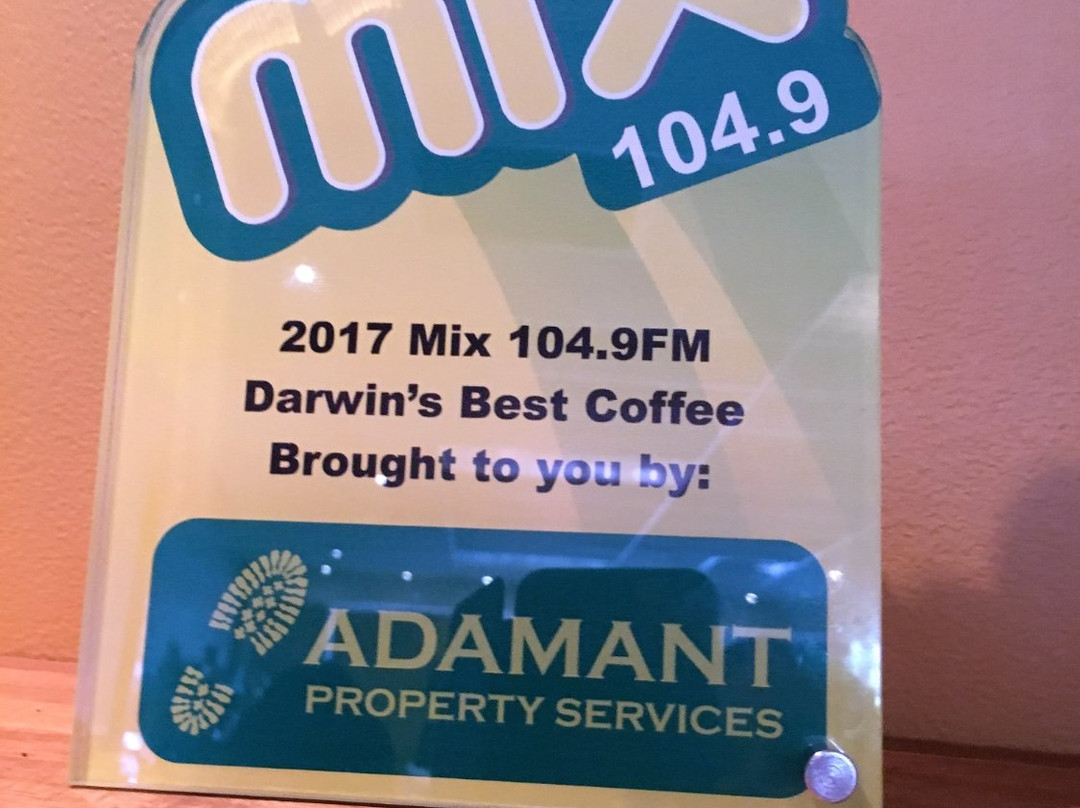 mix
104.9
2017 Mix 104.9FM
Darwin's Best Coffee
Brought to you by:
ADAMANT
PROPERTY SERVICES